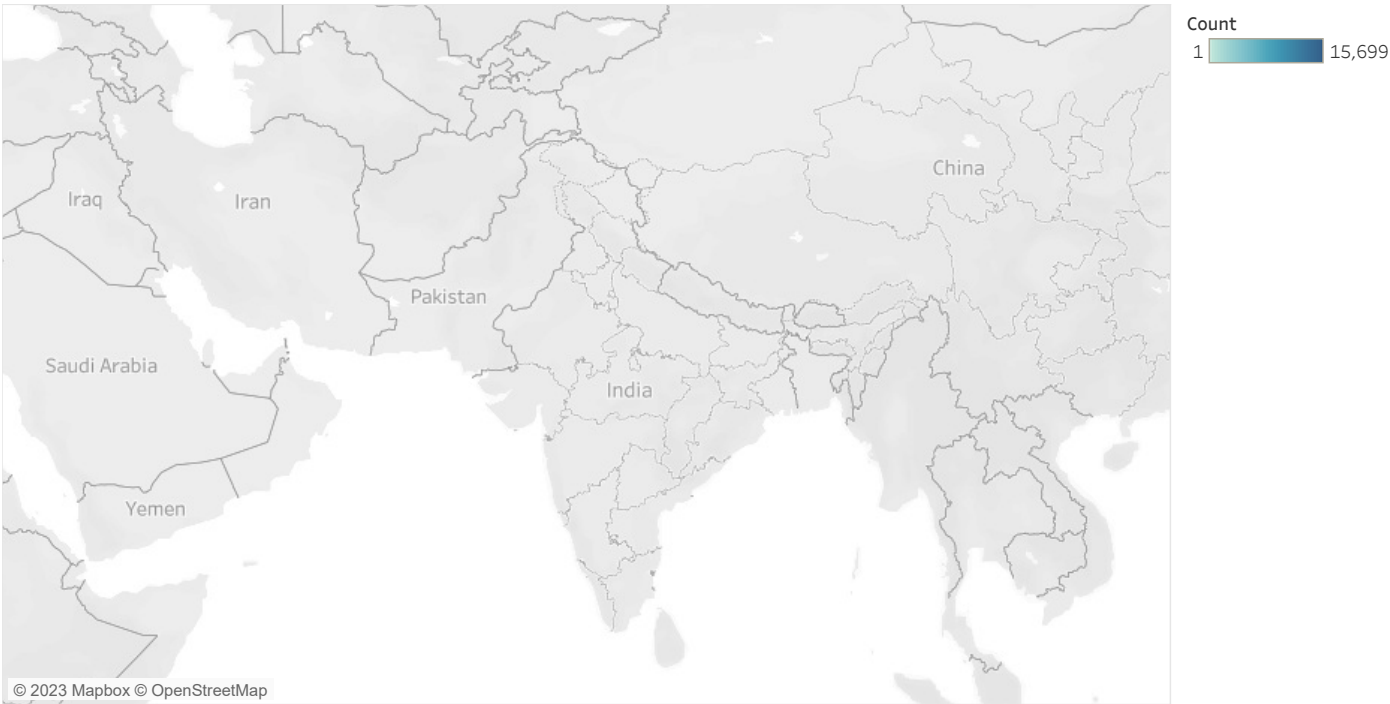 Count
1 15,699
China
Iraq
Iran
Pakistan
Saudi Arabia
India
Yemen
© 2023 Mapbox © OpenStreetMap